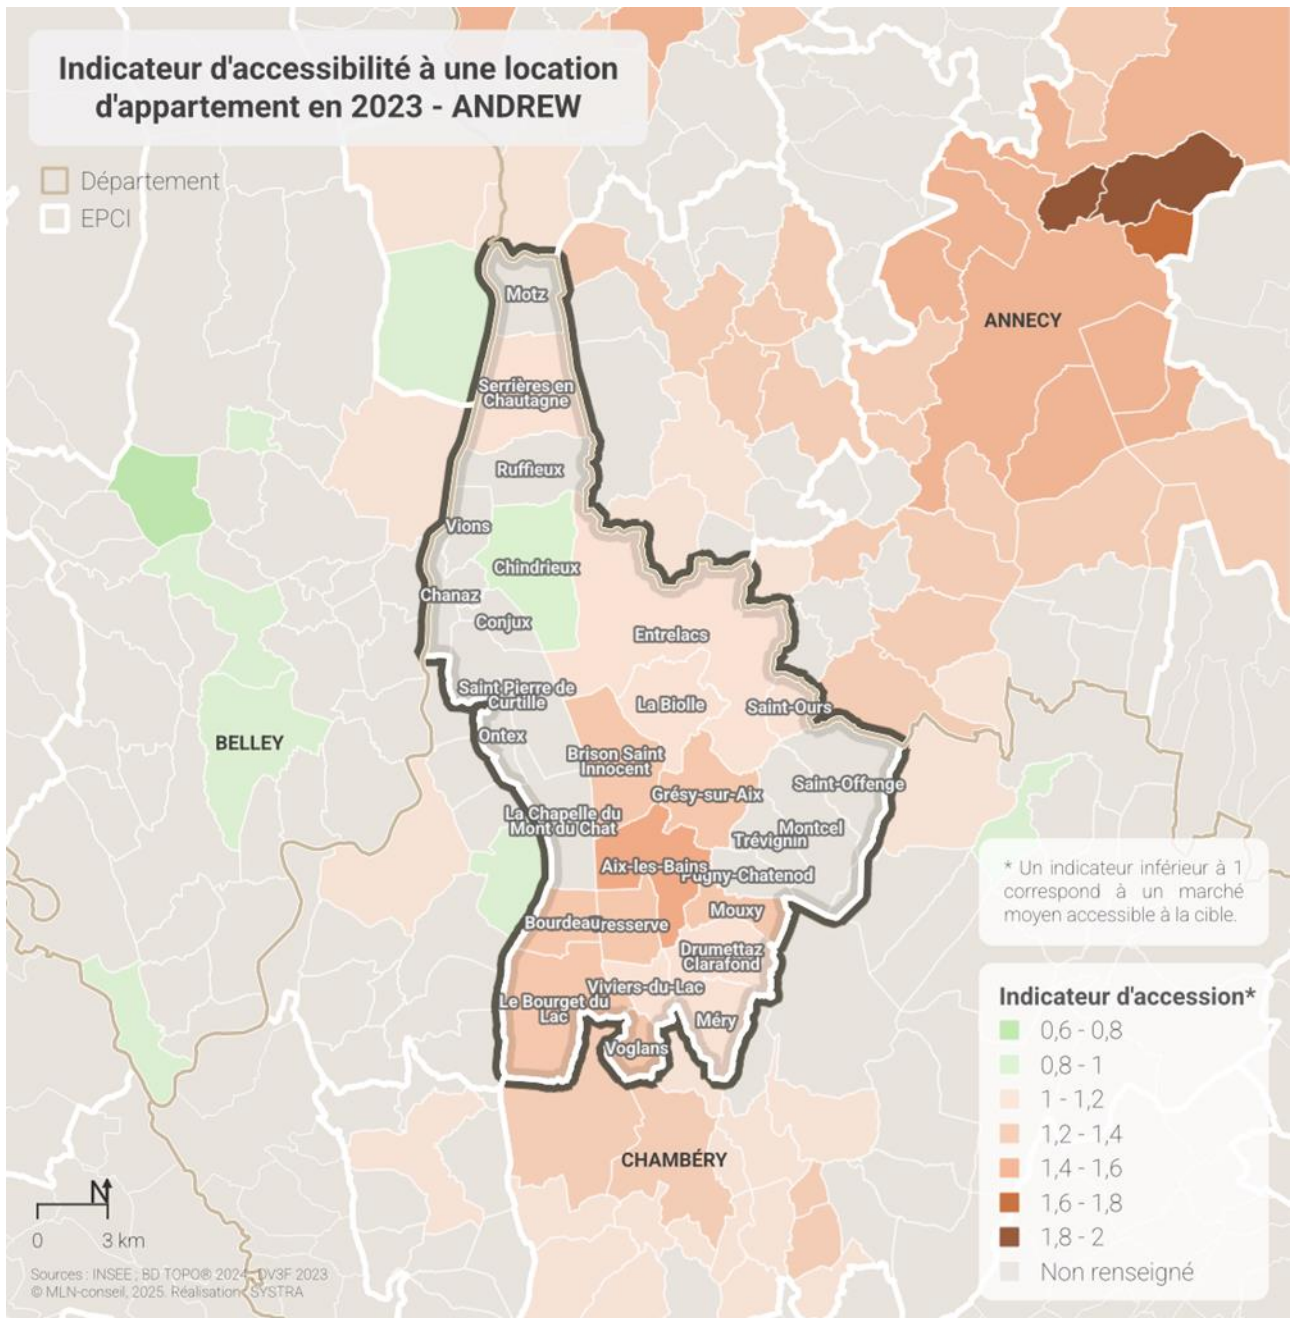 Indicateur d'accessibilité à une location
d'appartement en 2023 - ANDREW
Département
EPCI
Motz
ANNECY
Serrières en
Chautagne
Ruffieux
Vions
Chindrieux
Chanaz
Conjux
Entrelacs
Saint Pierre de
Curtille
La Biolle
Saint-Ours
Ontex
BELLEY
Brison Saint
Innocent
Saint-Offenge
Grésy-sur-Aix
La Chapelle du
Mont du Chat
Montcel
Trévignin
Aix-les-Bains
Pugny-Chatenod
* Un indicateur inférieur à 1
correspond à un marché
moyen accessible à la cible.
Mouxy
Bourdeau
resserve
Drumettaz
Clarafond
Viviers-du-Lac
Le Bourget du
Lac
Méry
Voglans
CHAMBÉRY
Indicateur d'accession*
0,6 - 0,8
0,8 - 1
1 - 1,2
1,2 - 1,4
1,4 - 1,6
1,6 - 1,8
1,8 - 2
Non renseigné
N
0 3 km
Sources : INSEE ; BD TOPO® 2024 ; DV3F 2023
© MLN-conseil, 2025. Réalisation : SYSTRA